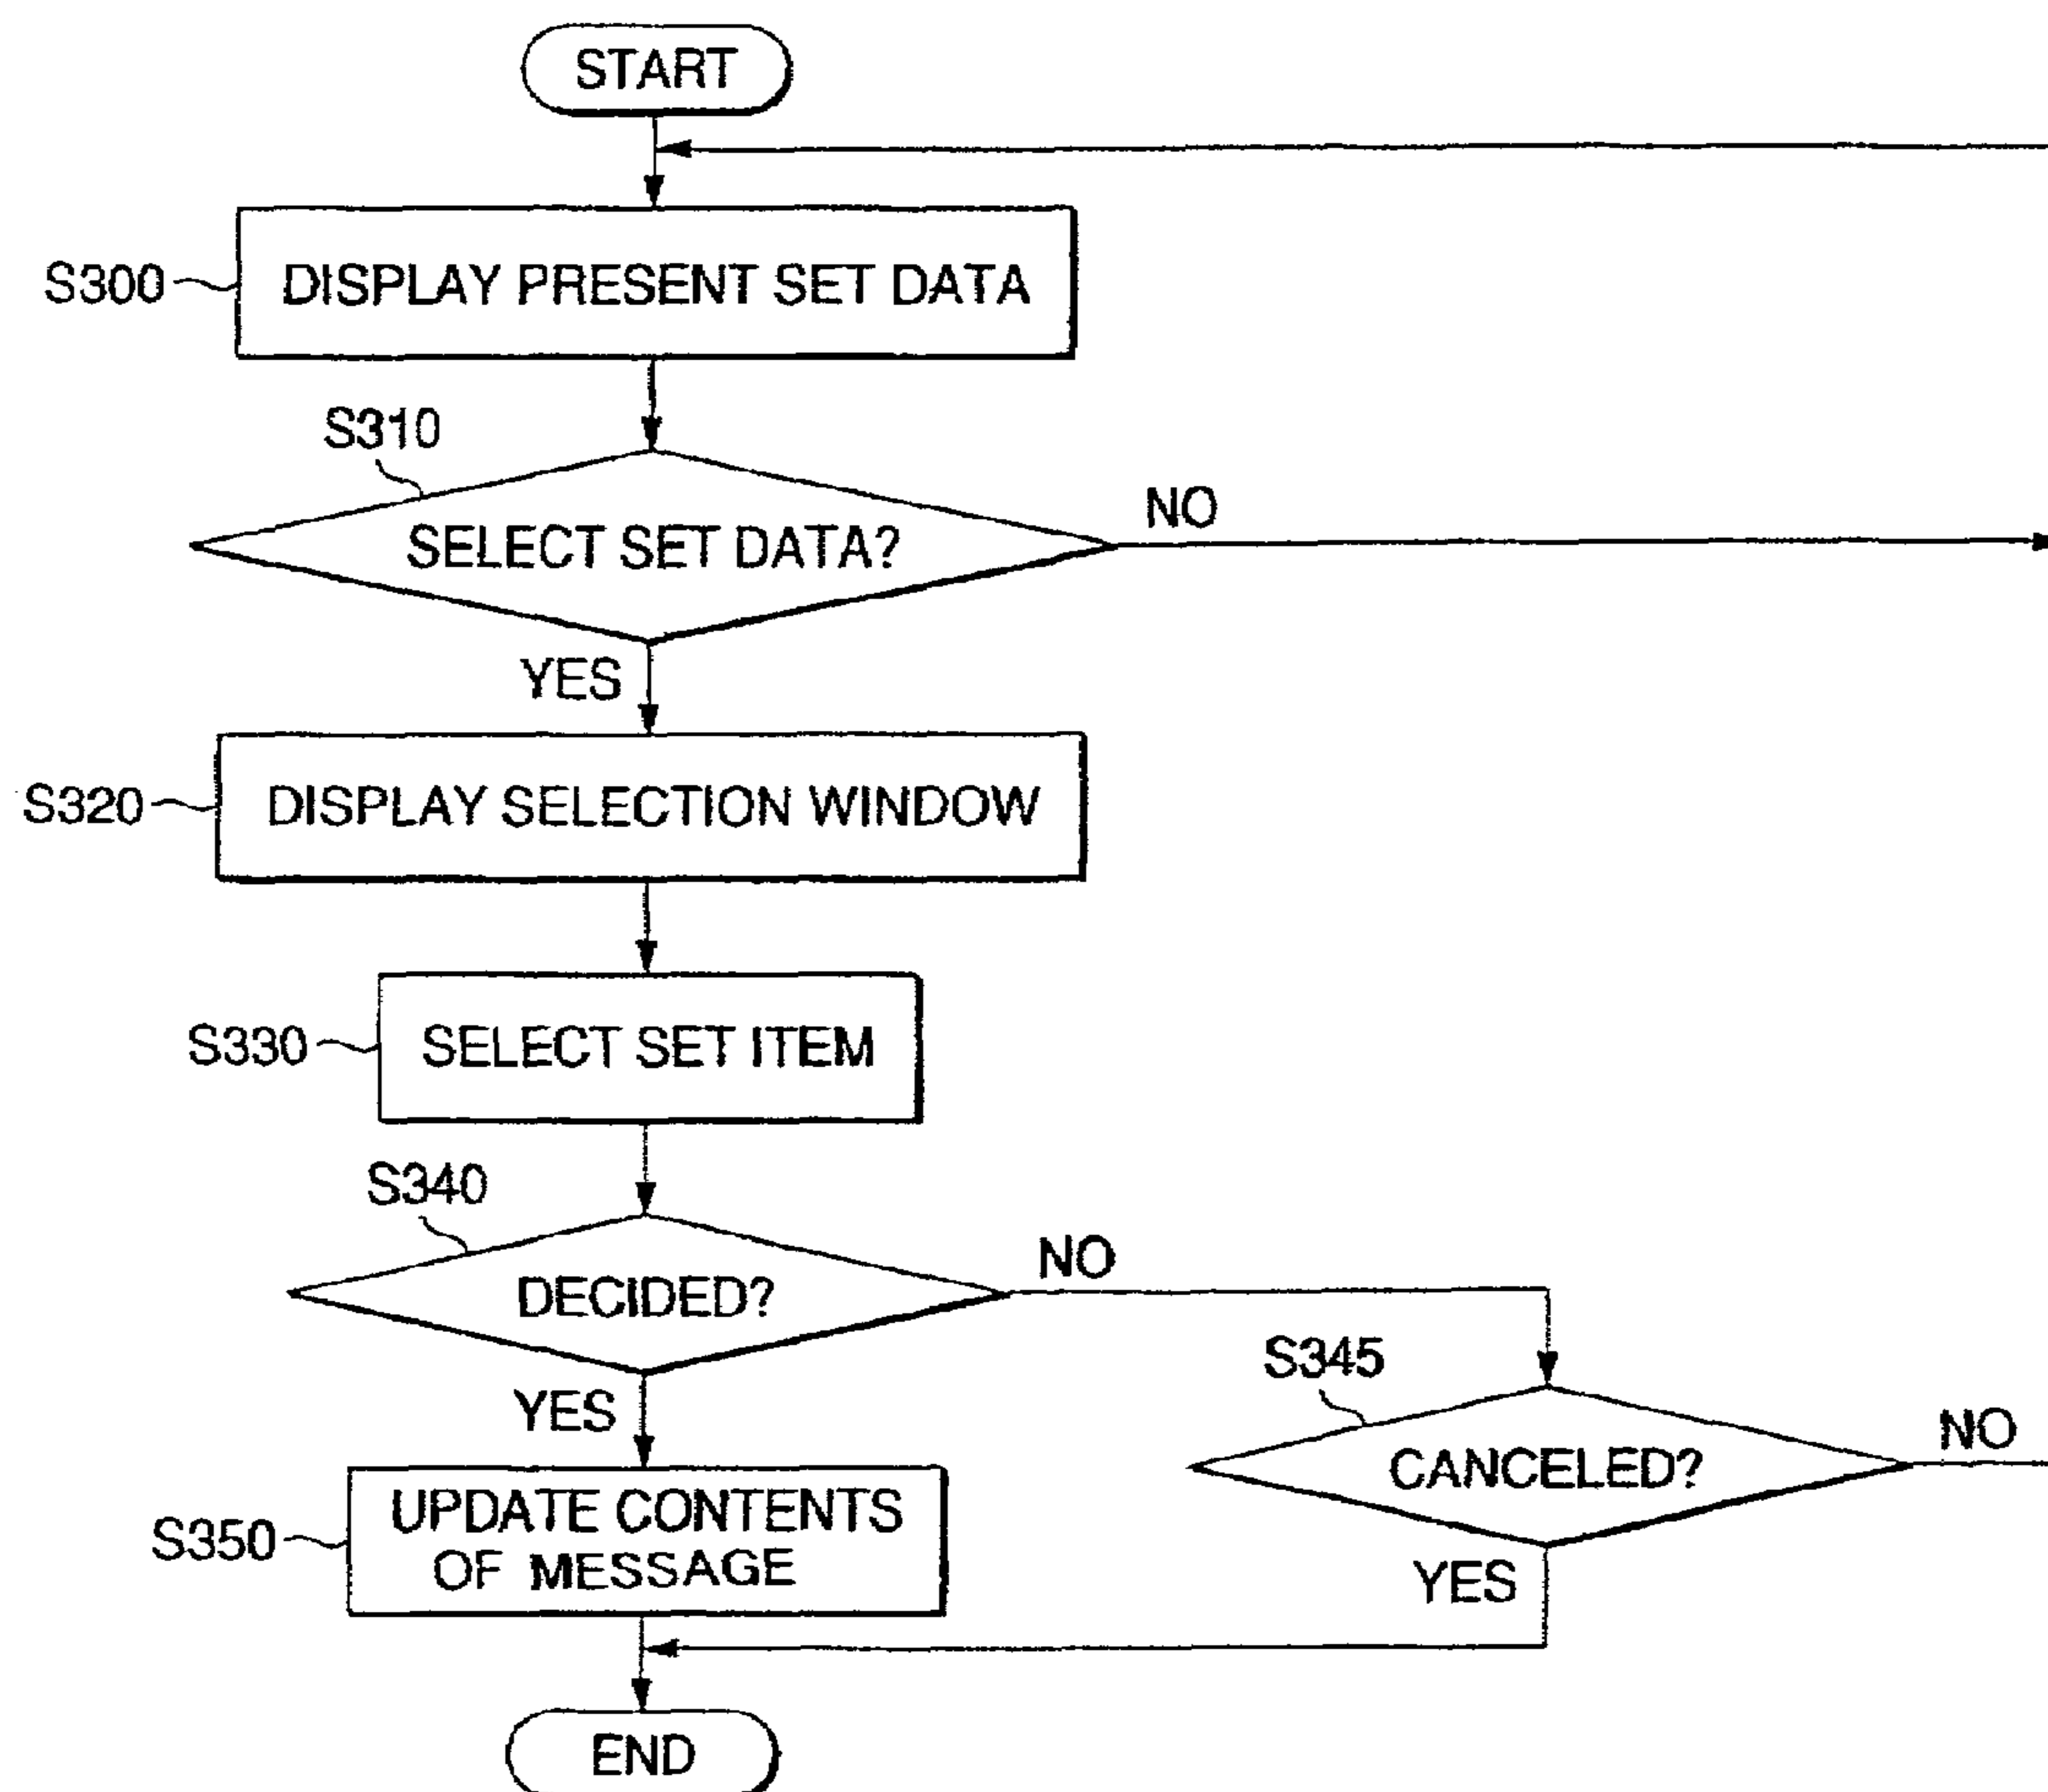 START
S300
DISPLAY PRESENT SET DATA
S310
SELECT SET DATA?
NO
YES
S320
DISPLAY SELECTION WINDOW
S330
SELECT SET ITEM
S340
DECIDED?
NO
YES
S345
CANCELED?
NO
YES
S350
UPDATE CONTENTS
OF MESSAGE
END